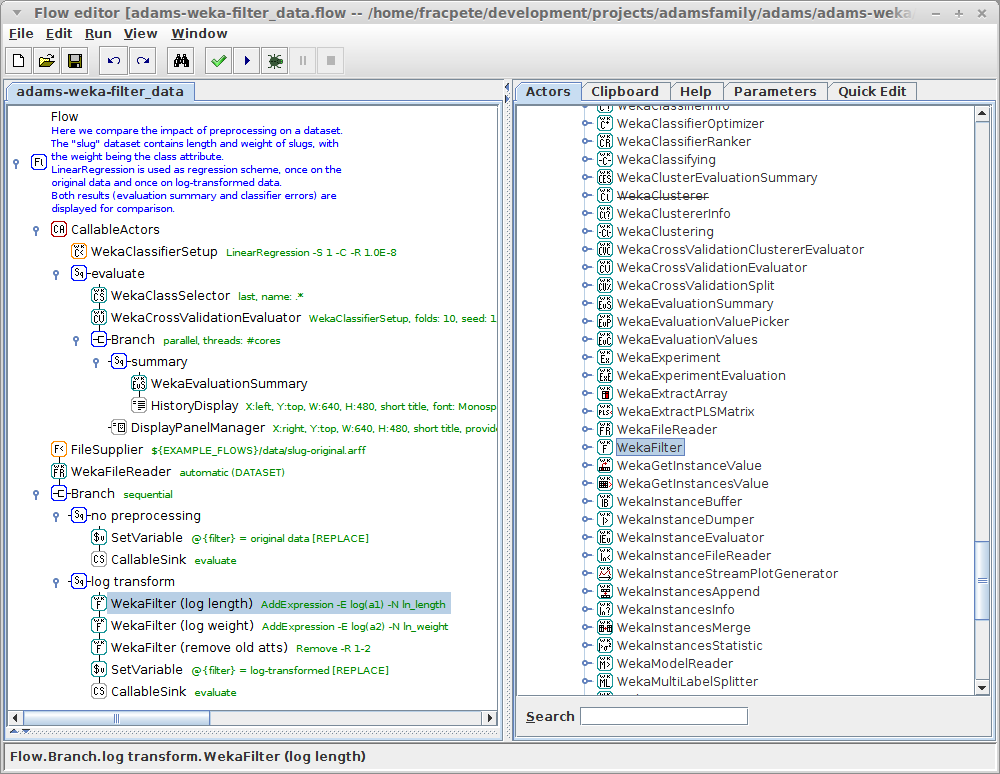 Flow editor [adams-weka-filter_data.flow -- /home/fracpete/development/projects/adamsfamily/adams/adams-weka
File Edit Run View Window
adams-weka-filter_data
Flow
Here we compare the impact of preprocessing on a dataset.
The "slug" dataset contains length and weight of slugs, with
the weight being the class attribute.
LinearRegression is used as regression scheme, once on the
original data and once on log-transformed data.
Both results (evaluation summary and classifier errors) are
displayed for comparison.
CallableActors
WekaClassifierSetup LinearRegression -S 1 -C -R 1.0E-8
evaluate
WekaClassSelector last, name: .*
WekaCrossValidationEvaluator WekaClassifierSetup, folds: 10, seed: 1
Branch parallel, threads: #cores
summary
WekaEvaluationSummary
HistoryDisplay X:left, Y:top, W:640, H:480, short title, font: Monosp
DisplayPanelManager X:right, Y:top, W:640, H:480, short title, provide
FileSupplier ${EXAMPLE_FLOWS}/data/slug-original.arff
WekaFileReader automatic (DATASET)
Branch sequential
no preprocessing
SetVariable @{filter} = original data [REPLACE]
CallableSink evaluate
log transform
WekaFilter (log length) AddExpression -E log(a1) -N ln_length
WekaFilter (log weight) AddExpression -E log(a2) -N ln_weight
WekaFilter (remove old atts) Remove -R 1-2
SetVariable @{filter} = log-transformed [REPLACE]
CallableSink evaluate
Actors Clipboard Help Parameters Quick Edit
WekaClassifierInfo
WekaClassifierOptimizer
WekaClassifierRanker
WekaClassifying
WekaClusterEvaluationSummary
WekaClusterer
WekaClustererInfo
WekaClustering
WekaCrossValidationClustererEvaluator
WekaCrossValidationEvaluator
WekaCrossValidationSplit
WekaEvaluationSummary
WekaEvaluationValuePicker
WekaEvaluationValues
WekaExperiment
WekaExperimentEvaluation
WekaExtractArray
WekaExtractPLSMatrix
WekaFileReader
WekaFilter
WekaGetInstanceValue
WekaGetInstancesValue
WekaInstanceBuffer
WekaInstanceDumper
WekaInstanceEvaluator
WekaInstanceFileReader
WekaInstanceStreamPlotGenerator
WekaInstancesAppend
WekaInstancesInfo
WekaInstancesMerge
WekaInstancesStatistic
WekaModelReader
WekaMultiLabelSplitter
Search
Flow.Branch.log transform.WekaFilter (log length)